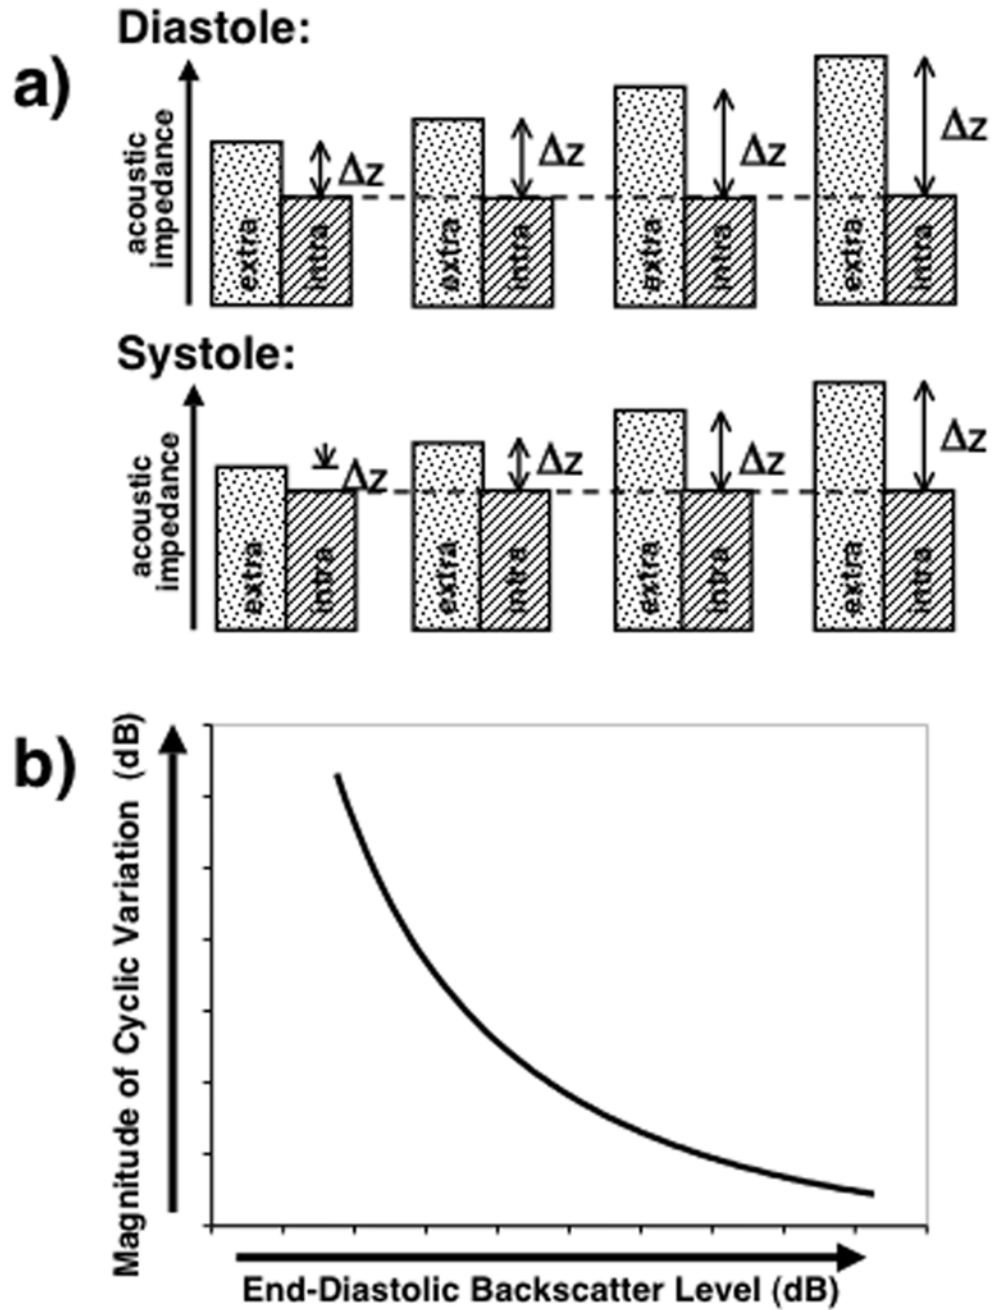 Diastole:
a)
acoustic
impedance
extra
intra
Δz
extra
intra
Δz
extra
intra
Δz
extra
intra
Δz
Systole:
acoustic
impedance
extra
intra
Δz
extra
intra
Δz
extra
intra
Δz
extra
intra
Δz
b)
Magnitude of Cyclic Variation (dB)
End-Diastolic Backscatter Level (dB)